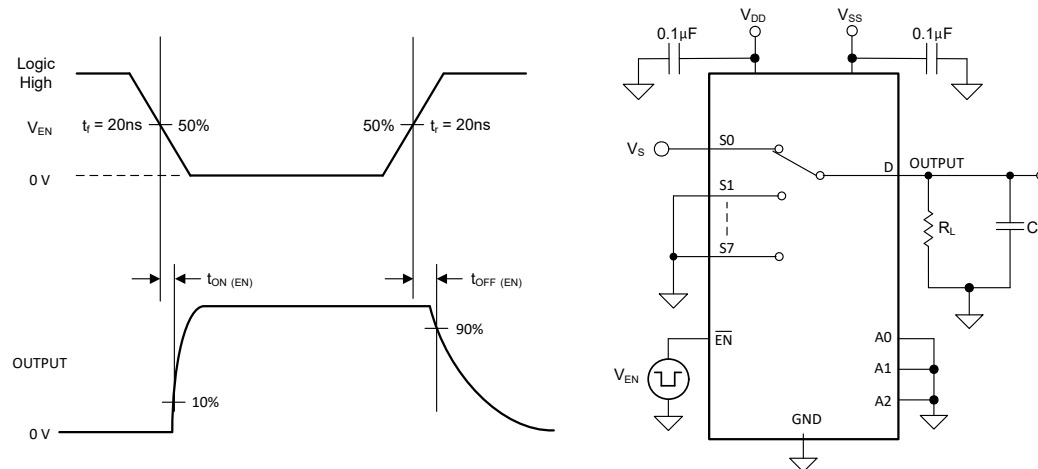 Logic
High
V_EN
t_f = 20ns
50%
50%
t_r = 20ns
0 V
t_ON (EN)
t_OFF (EN)
90%
OUTPUT
10%
0 V
V_DD
V_SS
0.1µF
0.1µF
V_S
S0
S1
S7
D
OUTPUT
R_L
C
EN
V_EN
A0
A1
A2
GND